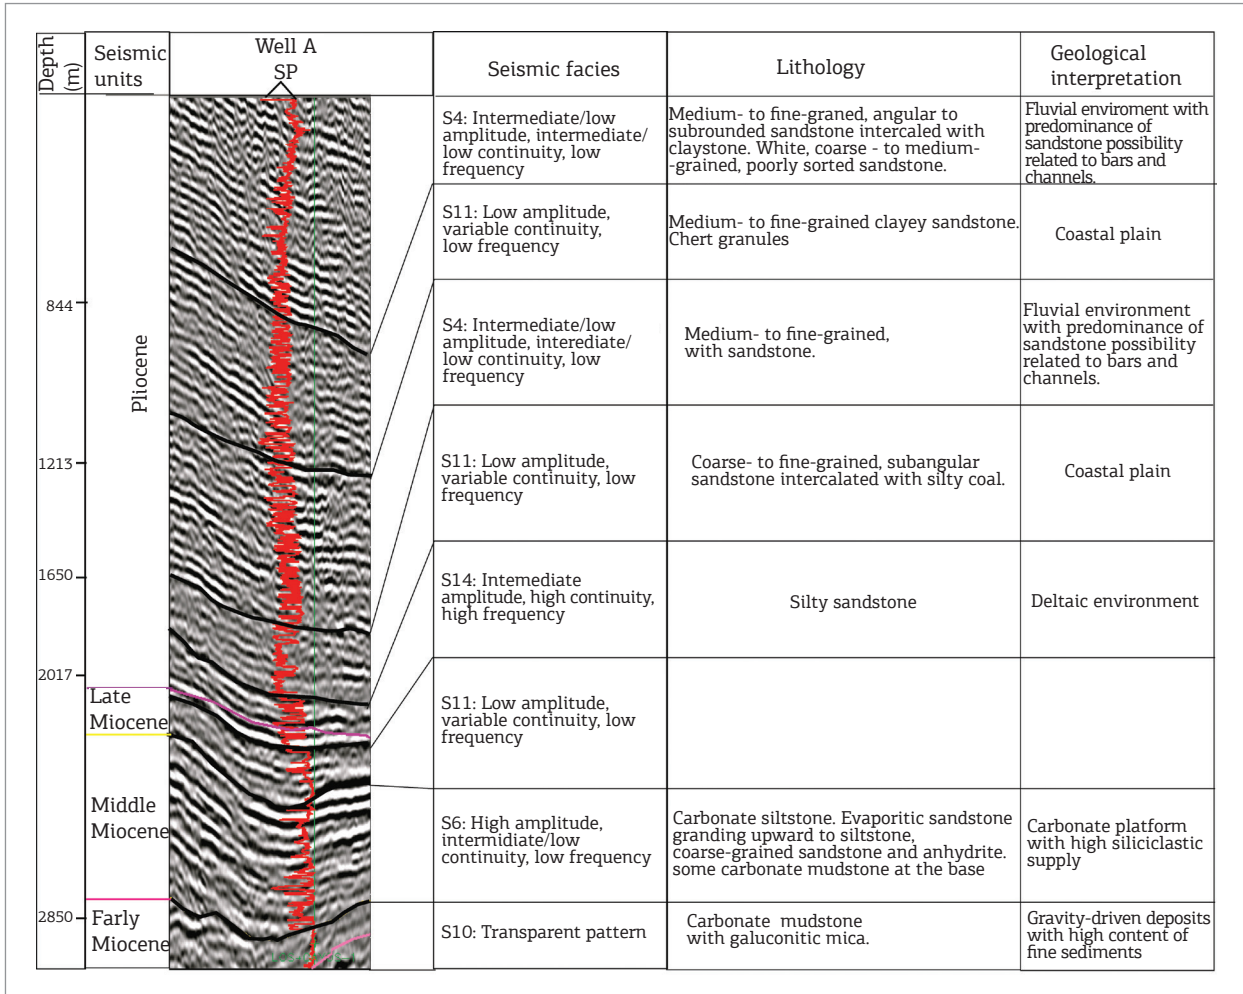 Depth
(m)
Seismic
units
Well A
SP
Seismic facies
Lithology
Geological
interpretation
S4: Intermediate/low
amplitude, intermediate/
low continuity, low
frequency
Medium- to fine-graned, angular to
subrounded sandstone intercaled with
claystone. White, coarse - to medium-
-grained, poorly sorted sandstone.
Fluvial enviroment with
predominance of
sandstone possibility
related to bars and
channels.
S11: Low amplitude,
variable continuity,
low frequency
Medium- to fine-grained clayey sandstone.
Chert granules
Coastal plain
844
S4: Intermediate/low
amplitude, interediate/
low continuity, low
frequency
Medium- to fine-grained,
with sandstone.
Fluvial environment
with predominance of
sandstone possibility
related to bars and
channels.
Pliocene
1213
S11: Low amplitude,
variable continuity, low
frequency
Coarse- to fine-grained, subangular
sandstone intercalated with silty coal.
Coastal plain
1650
S14: Intemediate
amplitude, high continuity,
high frequency
Silty sandstone
Deltaic environment
2017
Late
Miocene
S11: Low amplitude,
variable continuity, low
frequency
Middle
Miocene
S6: High amplitude,
intermidiate/low
continuity, low frequency
Carbonate siltstone. Evaporitic sandstone
granding upward to siltstone,
coarse-grained sandstone and anhydrite.
some carbonate mudstone at the base
Carbonate platform
with high siliciclastic
supply
2850
Farly
Miocene
S10: Transparent pattern
Carbonate mudstone
with galuconitic mica.
Gravity-driven deposits
with high content of
fine sediments